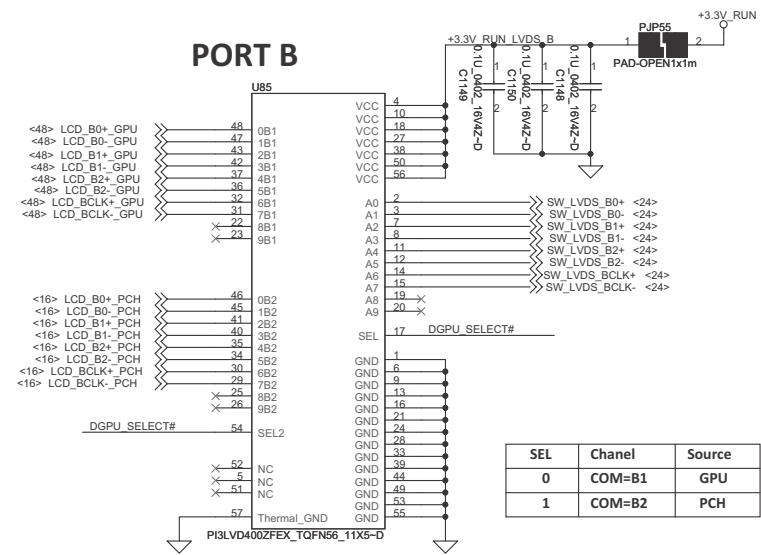 PORT B
+3.3V_RUN
PJP55
+3.3V_RUN_LVDS_B
1
2
PAD-OPEN1x1m
0.1U_0402_16V4Z~D
C1149
1
2
0.1U_0402_16V4Z~D
C1150
1
2
0.1U_0402_16V4Z~D
C1148
1
2
U85
<48> LCD_B0+_GPU 48 0B1
<48> LCD_B0-_GPU 47 1B1
<48> LCD_B1+_GPU 43 2B1
<48> LCD_B1-_GPU 42 3B1
<48> LCD_B2+_GPU 37 4B1
<48> LCD_B2-_GPU 36 5B1
<48> LCD_BCLK+_GPU 32 6B1
<48> LCD_BCLK-_GPU 31 7B1
22 8B1
23 9B1
<16> LCD_B0+_PCH 46 0B2
<16> LCD_B0-_PCH 45 1B2
<16> LCD_B1+_PCH 41 2B2
<16> LCD_B1-_PCH 40 3B2
<16> LCD_B2+_PCH 35 4B2
<16> LCD_B2-_PCH 34 5B2
<16> LCD_BCLK+_PCH 30 6B2
<16> LCD_BCLK-_PCH 29 7B2
25 8B2
26 9B2
DGPU_SELECT# 54 SEL2
52 NC
5 NC
51 NC
57 Thermal_GND
VCC 4
VCC 10
VCC 18
VCC 27
VCC 38
VCC 50
VCC 56
A0 2 SW_LVDS_B0+ <24>
A1 3 SW_LVDS_B0- <24>
A2 7 SW_LVDS_B1+ <24>
A3 8 SW_LVDS_B1- <24>
A4 11 SW_LVDS_B2+ <24>
A5 12 SW_LVDS_B2- <24>
A6 14 SW_LVDS_BCLK+ <24>
A7 15 SW_LVDS_BCLK- <24>
A8 19
A9 20
SEL 17 DGPU_SELECT#
GND 1
GND 6
GND 9
GND 13
GND 16
GND 21
GND 24
GND 28
GND 33
GND 39
GND 44
GND 49
GND 53
GND 55
PI3LVD400ZFEX_TQFN56_11X5~D
SEL Chanel Source
0 COM=B1 GPU
1 COM=B2 PCH